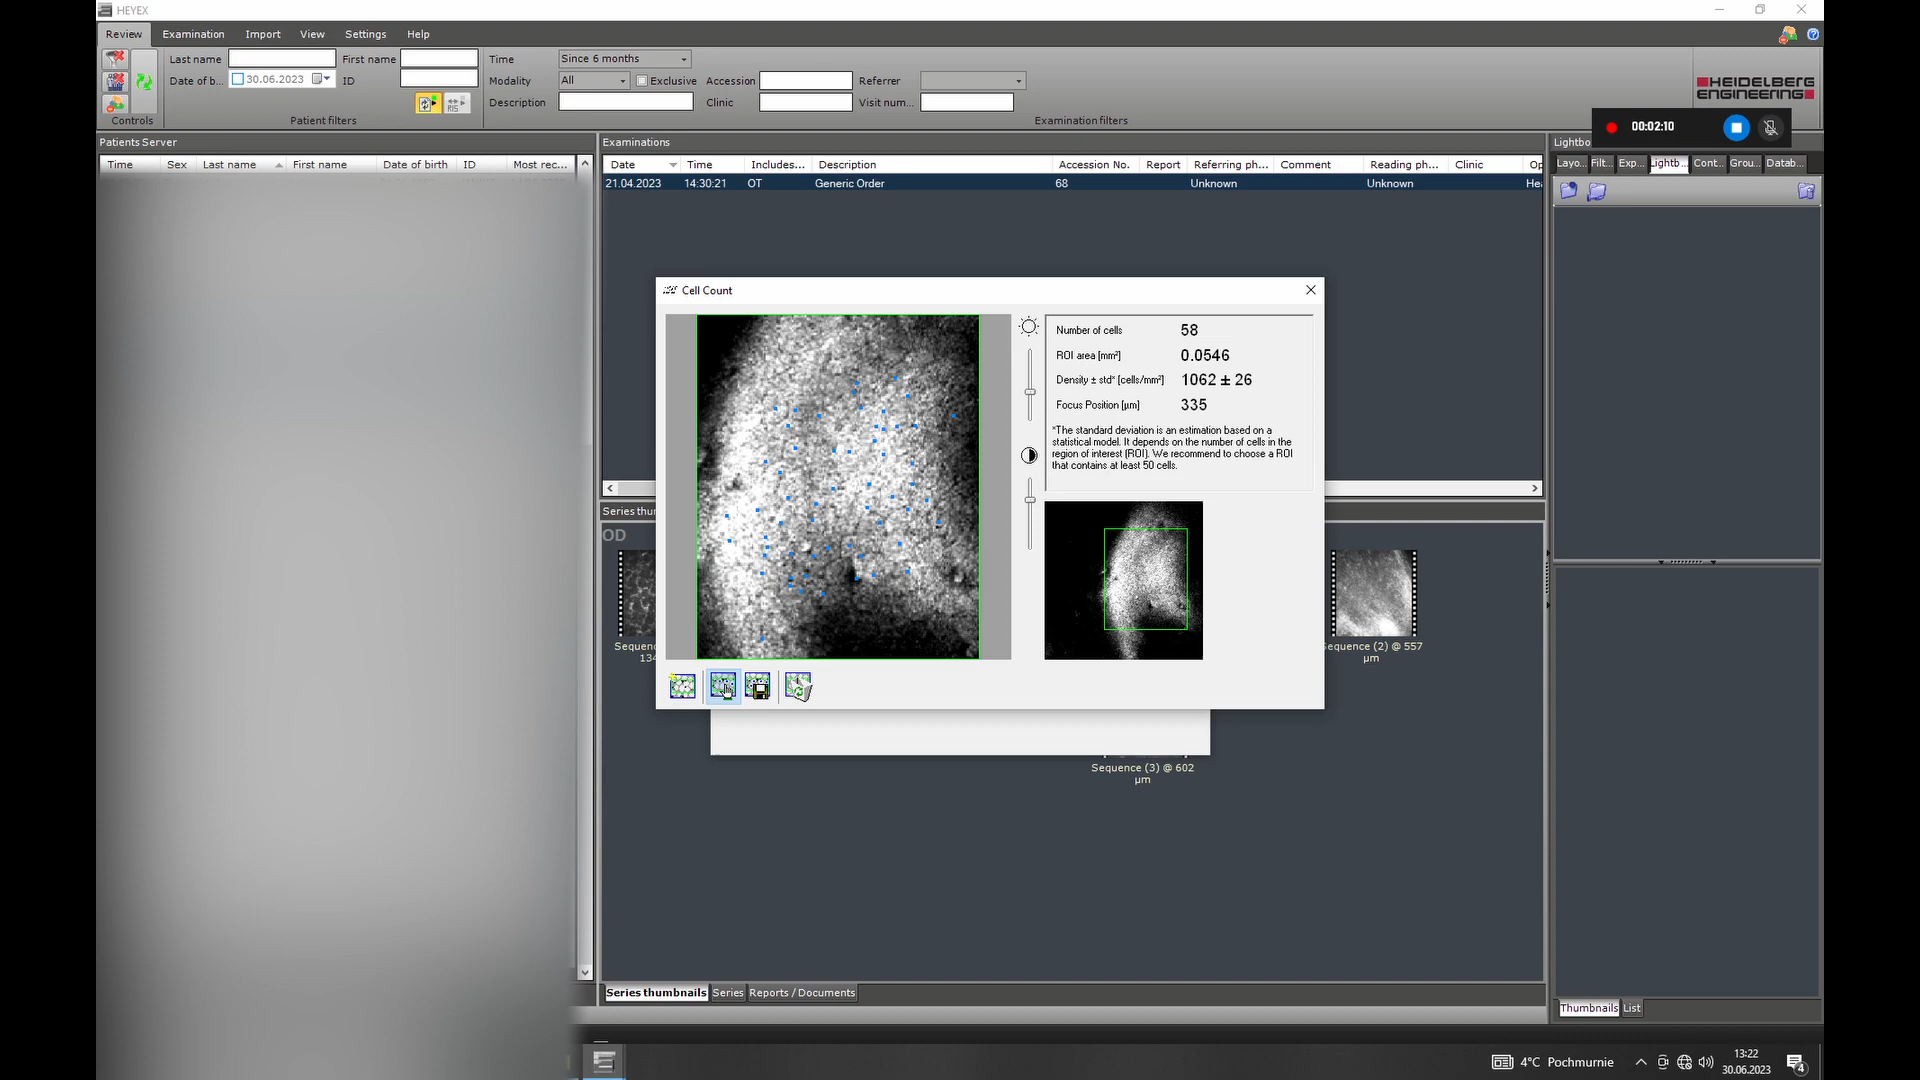 HEYEX
Review Examination Import View Settings Help
Last name First name Time Since 6 months
Date of b... 30.06.2023 ID Modality All Exclusive Accession Referrer
Description Clinic Visit num...
Controls Patient filters Examination filters
HEIDELBERG
ENGINEERING
00:02:10
Patients Server Examinations Lightbo
Time Sex Last name First name Date of birth ID Most rec...
Date Time Includes... Description Accession No. Report Referring ph... Comment Reading ph... Clinic Op
Layo... Filt... Exp... Lightb... Cont... Grou... Datab...
21.04.2023 14:30:21 OT Generic Order 68 Unknown Unknown Hea
Cell Count
Number of cells 58
ROI area [mm²] 0.0546
Density ± std* [cells/mm²] 1062 ± 26
Focus Position [µm] 335
*The standard deviation is an estimation based on a
statistical model. It depends on the number of cells in the
region of interest (ROI). We recommend to choose a ROI
that contains at least 50 cells.
Series thu
OD
Sequenc
134
equence (2) @ 557
µm
Sequence (3) @ 602
µm
Series thumbnails Series Reports / Documents
Thumbnails List
4°C Pochmurnie
13:22
30.06.2023
4